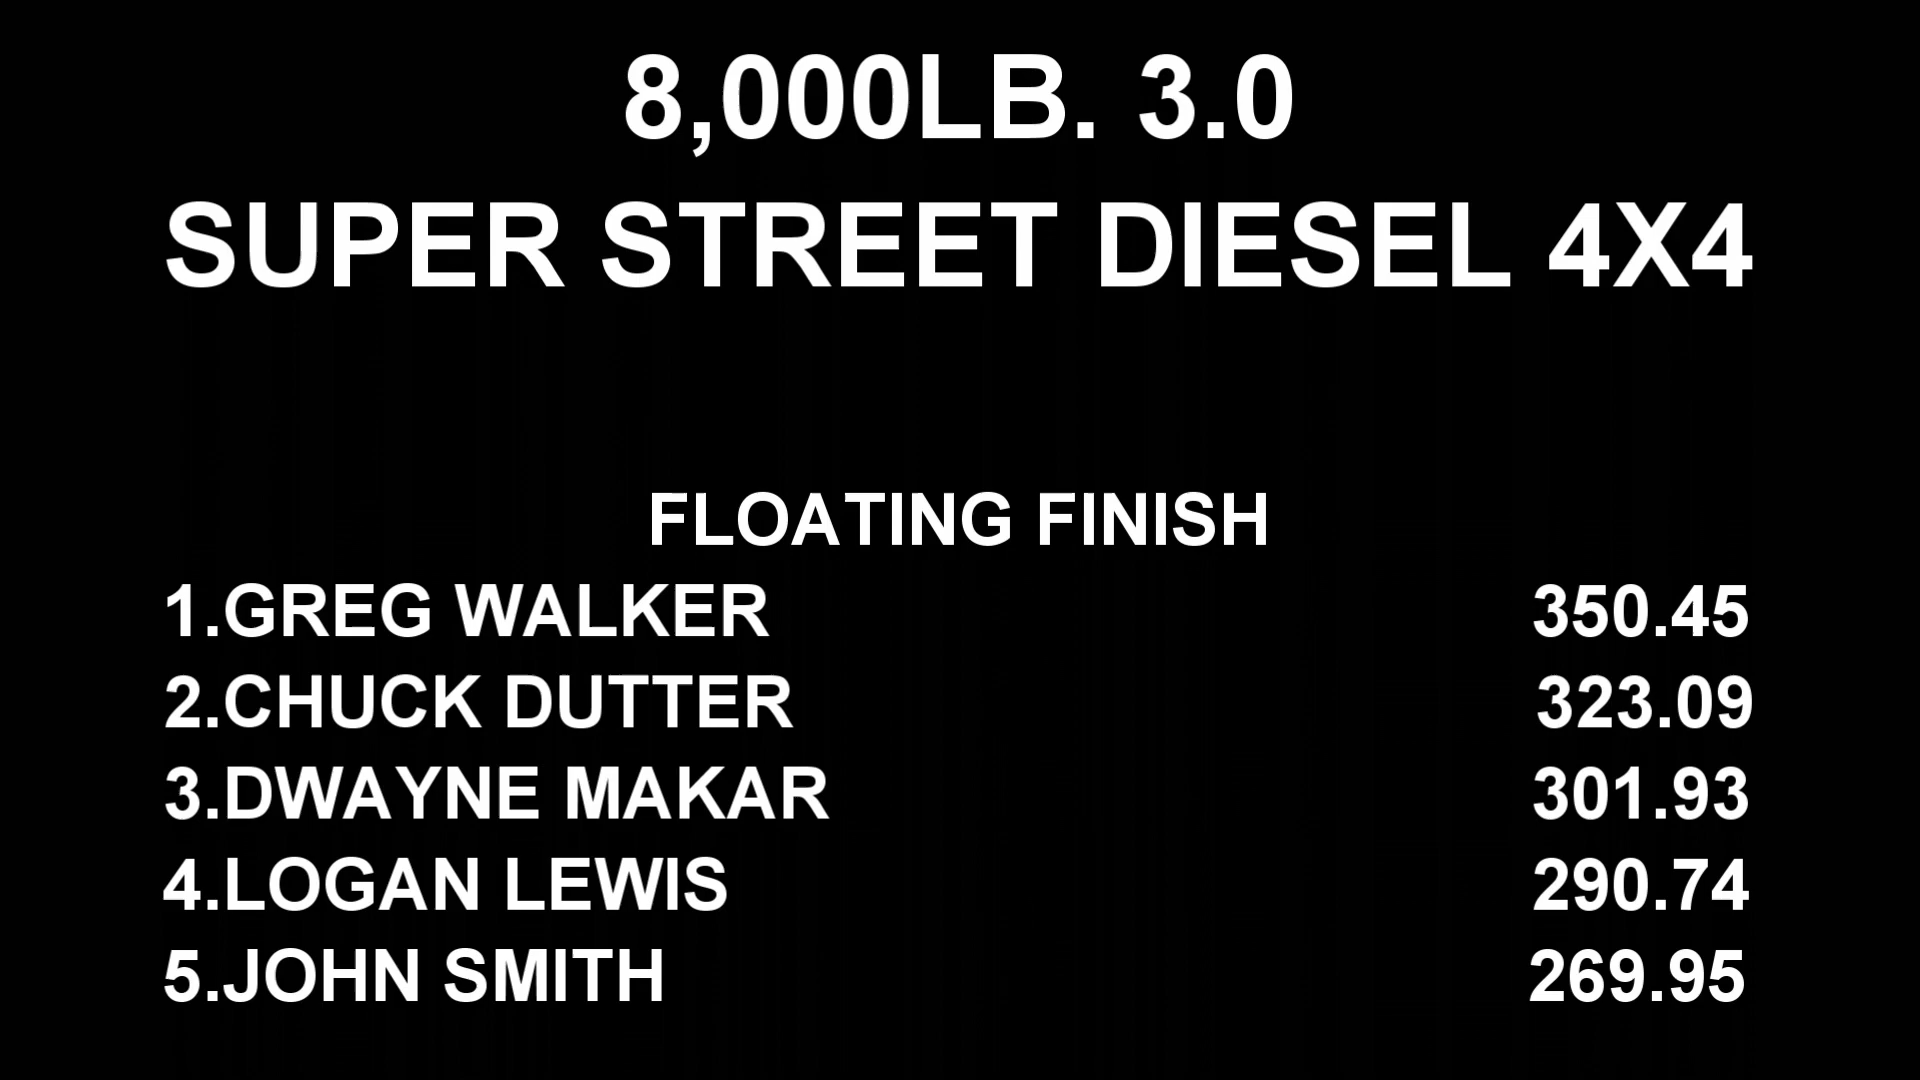 8,000LB. 3.0
SUPER STREET DIESEL 4X4
FLOATING FINISH
1.GREG WALKER 350.45
2.CHUCK DUTTER 323.09
3.DWAYNE MAKAR 301.93
4.LOGAN LEWIS 290.74
5.JOHN SMITH 269.95